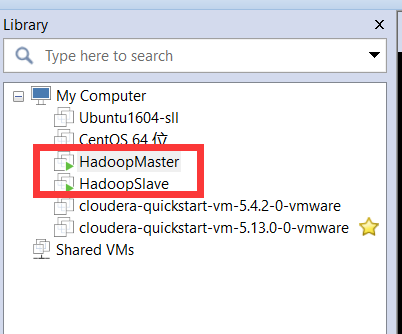 Library
Type here to search
My Computer
Ubuntu1604-sll
CentOS 64 位
HadoopMaster
HadoopSlave
cloudera-quickstart-vm-5.4.2-0-vmware
cloudera-quickstart-vm-5.13.0-0-vmware
Shared VMs